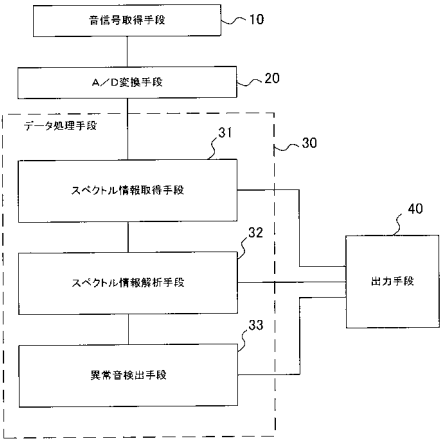 音信号取得手段
10
A/D変換手段
20
データ処理手段
30
31
スペクトル情報取得手段
32
スペクトル情報解析手段
33
異常音検出手段
40
出力手段